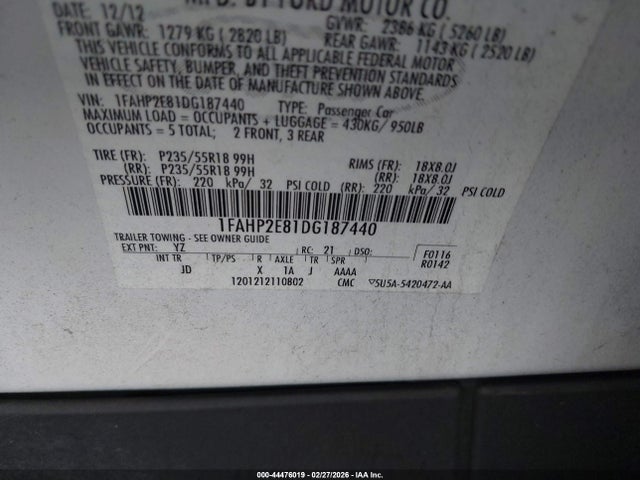 MFD. BY FORD MOTOR CO.
DATE: 12/12 GVWR: 2386 KG ( 5260 LB)
FRONT GAWR: 1279 KG ( 2820 LB) REAR GAWR: 1143 KG ( 2520 LB)
THIS VEHICLE CONFORMS TO ALL APPLICABLE FEDERAL MOTOR
VEHICLE SAFETY, BUMPER, AND THEFT PREVENTION STANDARDS
IN EFFECT ON THE DATE OF MANUFACTURE SHOWN ABOVE.
VIN: 1FAHP2E81DG187440 TYPE: Passenger Car
MAXIMUM LOAD = OCCUPANTS + LUGGAGE = 430KG/ 950LB
OCCUPANTS = 5 TOTAL; 2 FRONT, 3 REAR
TIRE (FR): P235/55R18 99H RIMS (FR): 18X8.0J
(RR): P235/55R18 99H (RR): 18X8.0J
PRESSURE (FR): 220 kPa/ 32 PSI COLD (RR): 220 kPa/ 32 PSI COLD
1FAHP2E81DG187440
TRAILER TOWING - SEE OWNER GUIDE
EXT PNT: YZ RC: 21 DSO: F0116
INT TR TP/PS R AXLE TR SPR R0142
JD X 1A J AAAA
1201212110802 CMC 5U5A-5420472-AA
000-44476019 - 02/27/2026 - IAA Inc.